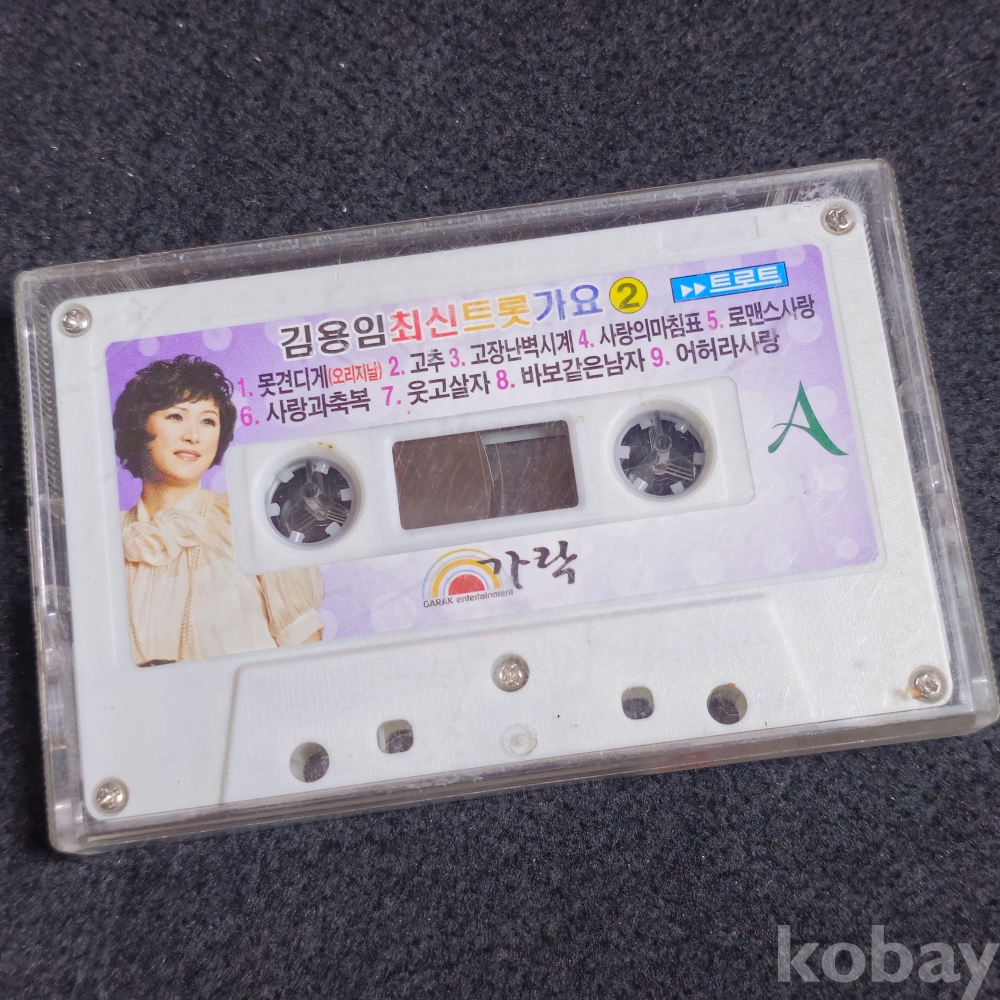 김용임최신트롯가요 2 ▶▶트로트
1. 못견디게(오리지널) 2. 고추 3. 고장난벽시계 4. 사랑의마침표 5. 로맨스사랑
6. 사랑과축복 7. 웃고살자 8. 바보같은남자 9. 어허라사랑
A
가락
GARAK entertainment
kobay